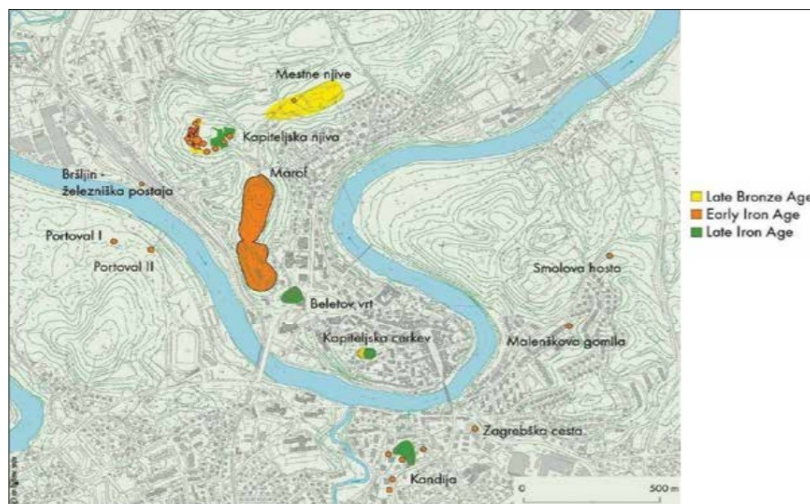 Mestne njive
Kapiteljska njiva
Marof
Bršljin -
železniška postaja
Portoval I
Portoval II
Smolova hosta
Beletov vrt
Kapiteljska cerkev
Malenškova gomila
Zagrebška cesta
Kandija
0 500 m
Late Bronze Age
Early Iron Age
Late Iron Age